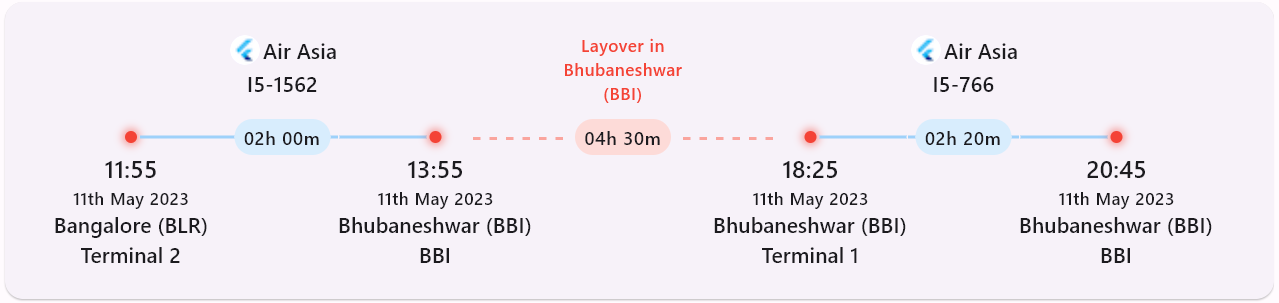 Air Asia
I5-1562
02h 00m
11:55
11th May 2023
Bangalore (BLR)
Terminal 2
13:55
11th May 2023
Bhubaneshwar (BBI)
BBI
Layover in
Bhubaneshwar
(BBI)
04h 30m
Air Asia
I5-766
02h 20m
18:25
11th May 2023
Bhubaneshwar (BBI)
Terminal 1
20:45
11th May 2023
Bhubaneshwar (BBI)
BBI